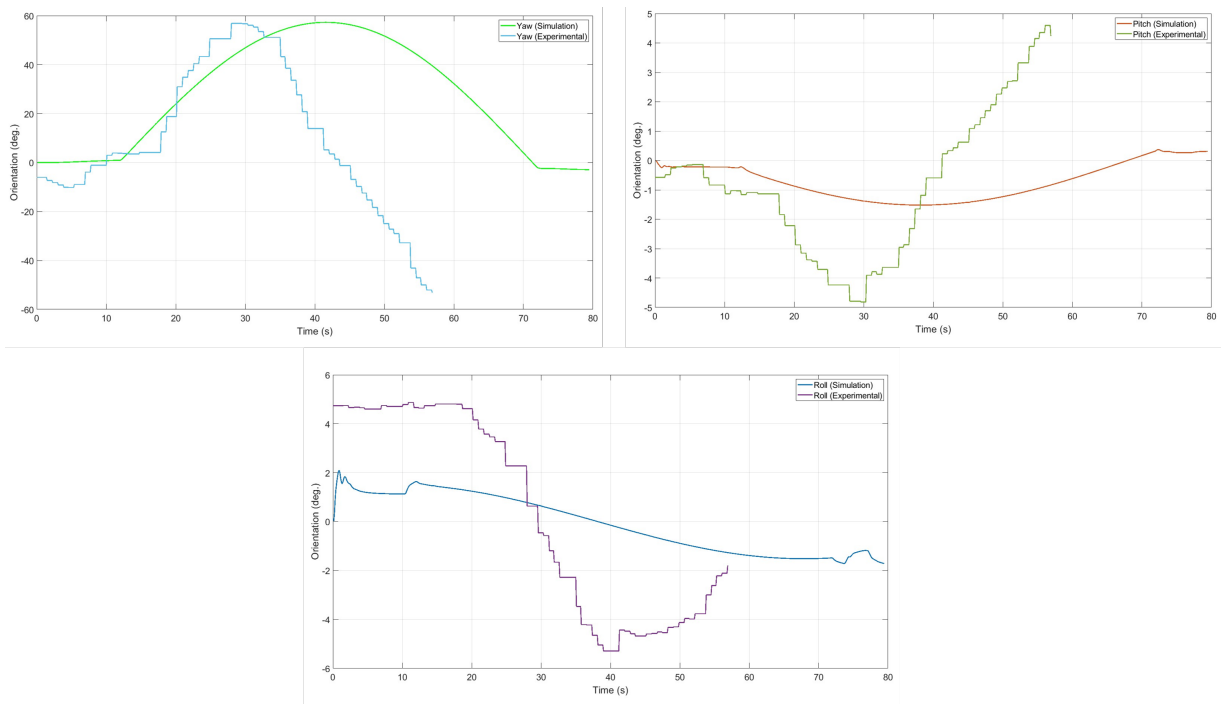 60
40
20
0
-20
-40
-60
Orientation (deg.)
Yaw (Simulation)
Yaw (Experimental)
0 10 20 30 40 50 60 70 80
Time (s)
5
4
3
2
1
0
-1
-2
-3
-4
-5
Orientation (deg.)
Pitch (Simulation)
Pitch (Experimental)
0 10 20 30 40 50 60 70 80
Time (s)
6
4
2
0
-2
-4
-6
Orientation (deg.)
Roll (Simulation)
Roll (Experimental)
0 10 20 30 40 50 60 70 80
Time (s)